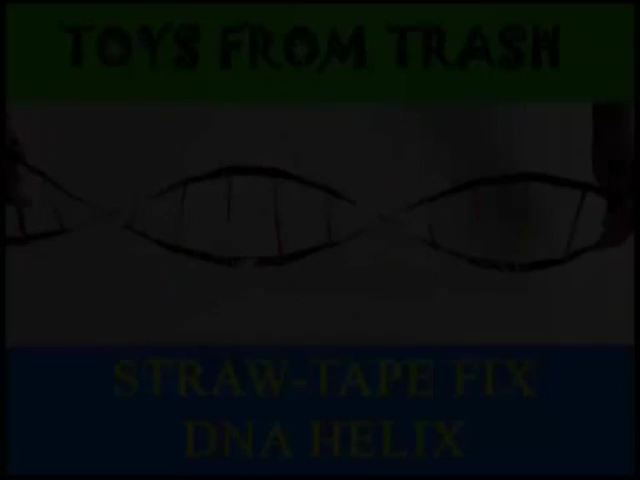 TOYS FROM TRASH
STRAW-TAPE FIX
DNA HELIX